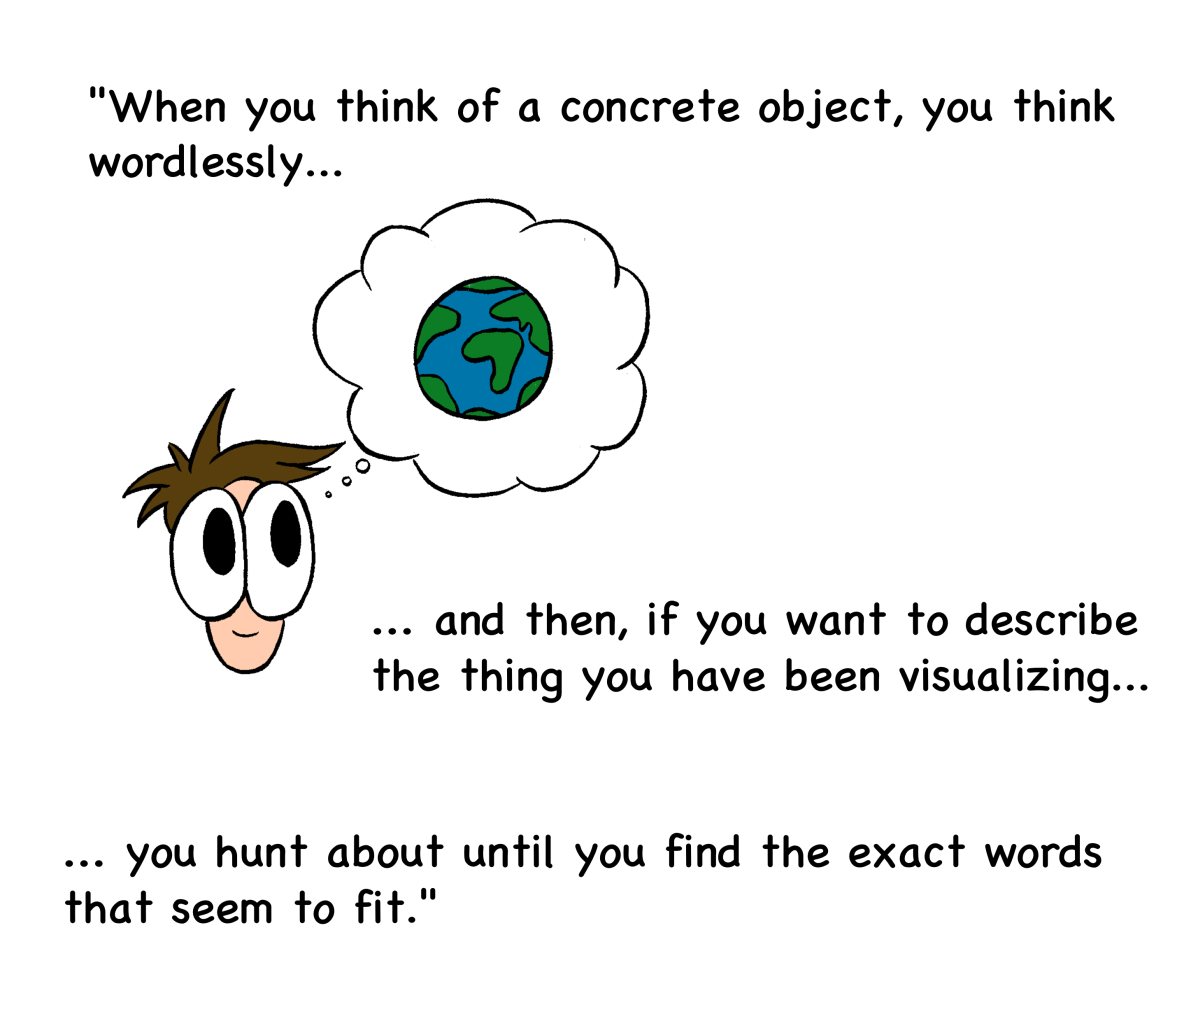 "When you think of a concrete object, you think
wordlessly...
... and then, if you want to describe
the thing you have been visualizing...
... you hunt about until you find the exact words
that seem to fit."